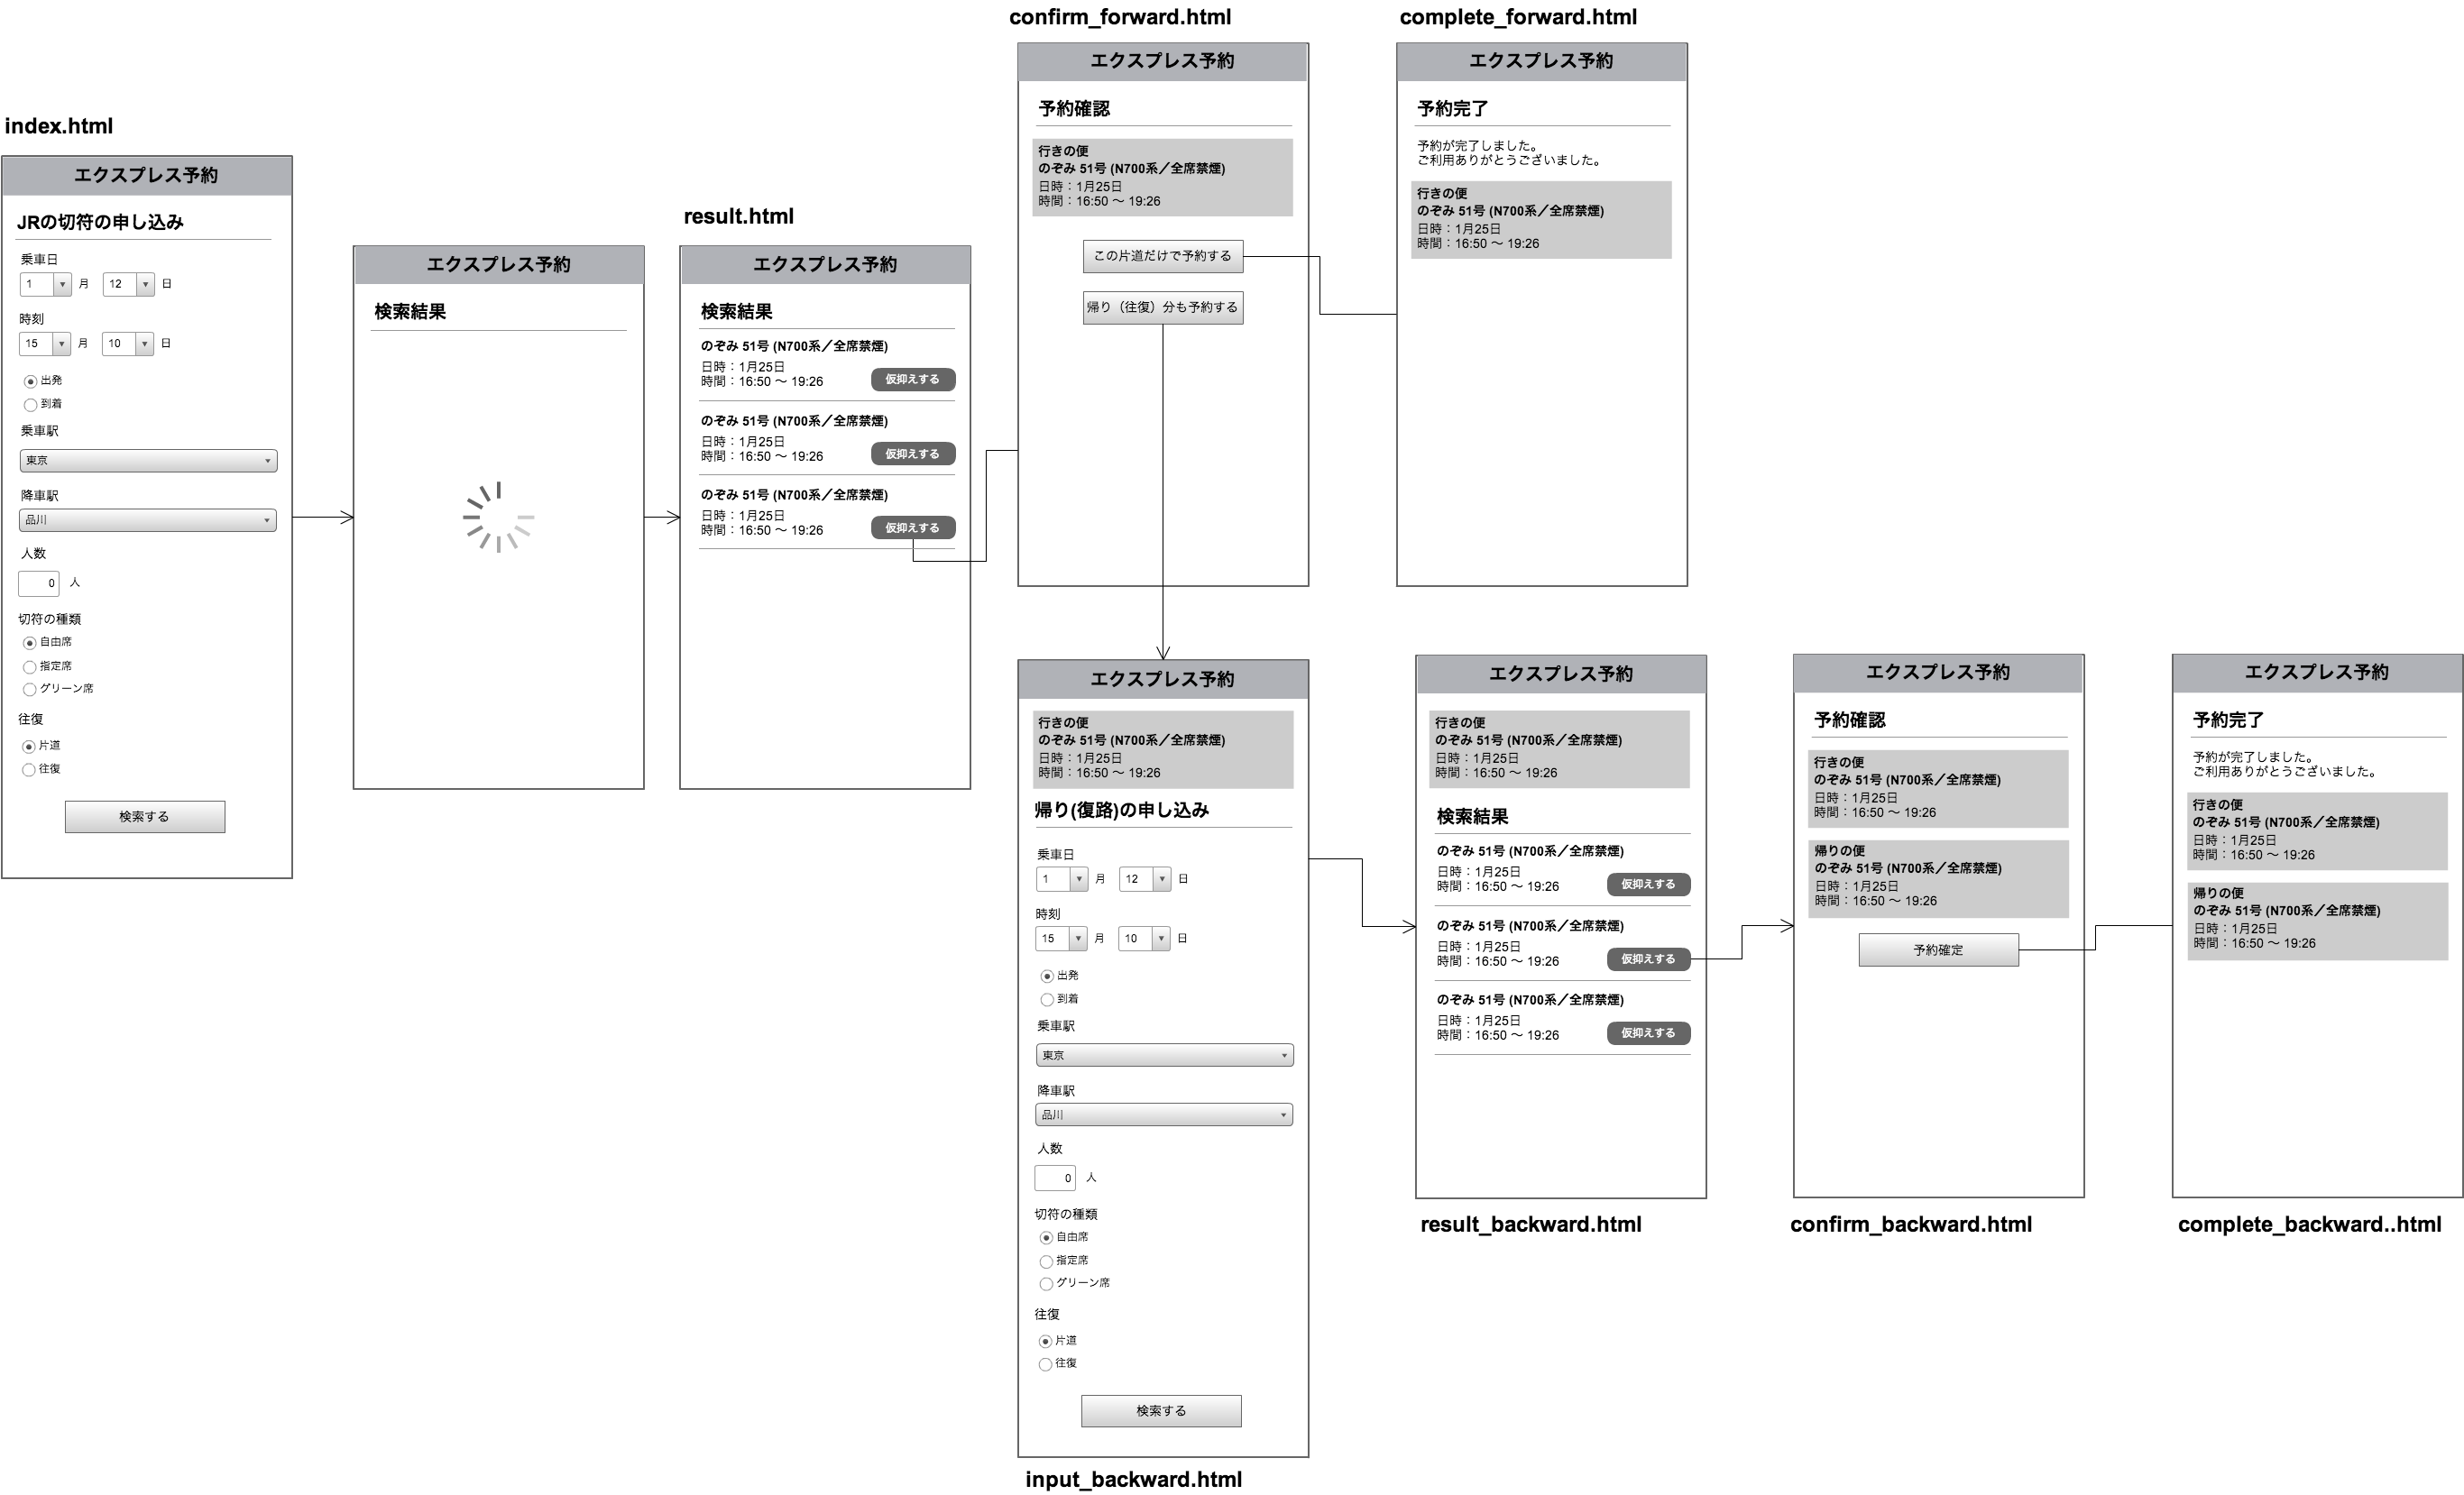 index.html
エクスプレス予約
JRの切符の申し込み
乗車日
1 月 12 日
時刻
15 月 10 日
出発
到着
乗車駅
東京
降車駅
品川
人数
0 人
切符の種類
自由席
指定席
グリーン席
往復
片道
往復
検索する
エクスプレス予約
検索結果
result.html
エクスプレス予約
検索結果
のぞみ 51号 (N700系／全席禁煙)
日時：1月25日
時間：16:50 〜 19:26
仮抑えする
のぞみ 51号 (N700系／全席禁煙)
日時：1月25日
時間：16:50 〜 19:26
仮抑えする
のぞみ 51号 (N700系／全席禁煙)
日時：1月25日
時間：16:50 〜 19:26
仮抑えする
confirm_forward.html
エクスプレス予約
予約確認
行きの便
のぞみ 51号 (N700系／全席禁煙)
日時：1月25日
時間：16:50 〜 19:26
この片道だけで予約する
帰り（往復）分も予約する
complete_forward.html
エクスプレス予約
予約完了
予約が完了しました。
ご利用ありがとうございました。
行きの便
のぞみ 51号 (N700系／全席禁煙)
日時：1月25日
時間：16:50 〜 19:26
エクスプレス予約
行きの便
のぞみ 51号 (N700系／全席禁煙)
日時：1月25日
時間：16:50 〜 19:26
帰り(復路)の申し込み
乗車日
1 月 12 日
時刻
15 月 10 日
出発
到着
乗車駅
東京
降車駅
品川
人数
0 人
切符の種類
自由席
指定席
グリーン席
往復
片道
往復
検索する
input_backward.html
エクスプレス予約
行きの便
のぞみ 51号 (N700系／全席禁煙)
日時：1月25日
時間：16:50 〜 19:26
検索結果
のぞみ 51号 (N700系／全席禁煙)
日時：1月25日
時間：16:50 〜 19:26
仮抑えする
のぞみ 51号 (N700系／全席禁煙)
日時：1月25日
時間：16:50 〜 19:26
仮抑えする
のぞみ 51号 (N700系／全席禁煙)
日時：1月25日
時間：16:50 〜 19:26
仮抑えする
result_backward.html
エクスプレス予約
予約確認
行きの便
のぞみ 51号 (N700系／全席禁煙)
日時：1月25日
時間：16:50 〜 19:26
帰りの便
のぞみ 51号 (N700系／全席禁煙)
日時：1月25日
時間：16:50 〜 19:26
予約確定
confirm_backward.html
エクスプレス予約
予約完了
予約が完了しました。
ご利用ありがとうございました。
行きの便
のぞみ 51号 (N700系／全席禁煙)
日時：1月25日
時間：16:50 〜 19:26
帰りの便
のぞみ 51号 (N700系／全席禁煙)
日時：1月25日
時間：16:50 〜 19:26
complete_backward..html